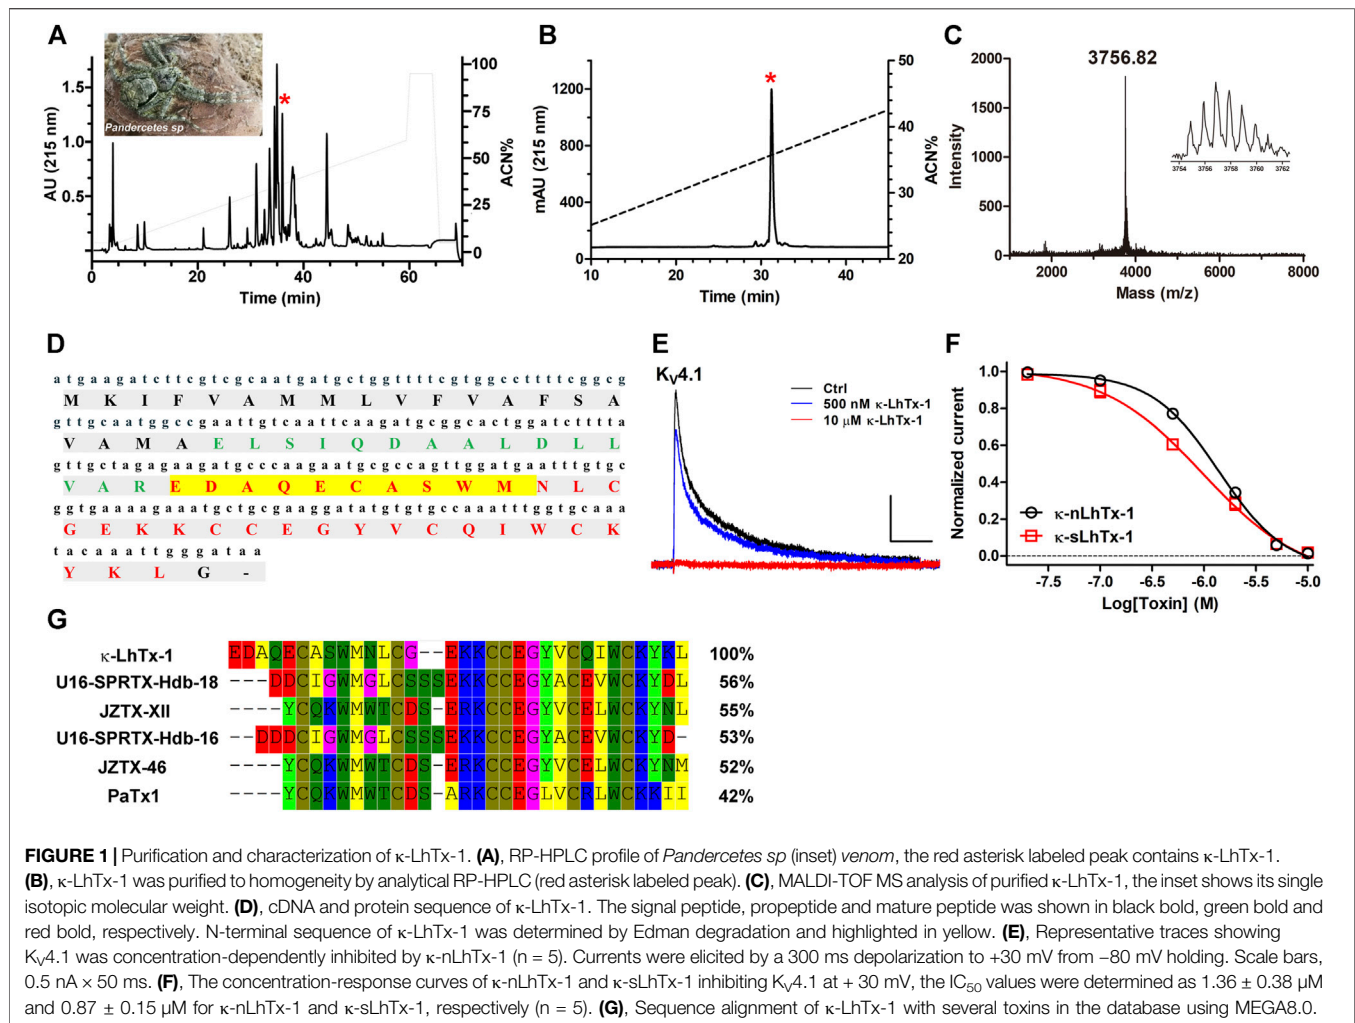 A
Pandercetes sp
*
1.5
1.0
0.5
AU (215 nm)
100
75
50
25
0
ACN%
0 20 40 60
Time (min)
B
*
1200
800
400
0
mAU (215 nm)
50
40
30
20
ACN%
10 20 30 40
Time (min)
C
3756.82
2000
1500
1000
500
0
Intensity
3754 3756 3758 3760 3762
2000 4000 6000 8000
Mass (m/z)
D
a t g a a g a t c t t c g t c g c a a t g a t g c t g g t t t t c g t g g c c t t t t c g g c g
M K I F V A M M L V F V A F S A
g t t g c a a t g g c g g a a t t g t c a a t t c a a g a t g c g g c a c t g g a t c t t t t a
V A M A E L S I Q D A A L D L L
g t t g c t a g a g a a g a t g c c c a a g a a t g c g c c a g t t g g a t g a a t t t g t g c
V A R E D A Q E C A S W M N L C
g g t g a a a a g a a a t g c t g c g a a g g a t a t g t g t g c c a a a t t t g g t g c a a a
G E K K C C E G Y V C Q I W C K
t a c a a a t t g g g a t a a
Y K L G -
E
KV4.1
Ctrl
500 nM κ-LhTx-1
10 μM κ-LhTx-1
F
1.0
0.8
0.6
0.4
0.2
0.0
Normalized current
κ-nLhTx-1
κ-sLhTx-1
-7.5 -7.0 -6.5 -6.0 -5.5 -5.0
Log[Toxin] (M)
G
κ-LhTx-1 EDAQECASWMNLCG--EKKCCEGYVCQIWCKYKL 100%
U16-SPRTX-Hdb-18 ---DDCIGWMGLCSSSEKKCCEGYACEVWCKYDL 56%
JZTX-XII ----YCQKWMWTCDS-ERKCCEGYVCELWCKYNL 55%
U16-SPRTX-Hdb-16 --DDDCIGWMGLCSSSEKKCCEGYACEVWCKYD- 53%
JZTX-46 ----YCQKWMWTCDS-ERKCCEGYVCELWCKYNM 52%
PaTx1 ----YCQKWMWTCDS-ARKCCEGLVCRLWCKKII 42%
FIGURE 1 | Purification and characterization of κ-LhTx-1. (A), RP-HPLC profile of Pandercetes sp (inset) venom, the red asterisk labeled peak contains κ-LhTx-1.
(B), κ-LhTx-1 was purified to homogeneity by analytical RP-HPLC (red asterisk labeled peak). (C), MALDI-TOF MS analysis of purified κ-LhTx-1, the inset shows its single
isotopic molecular weight. (D), cDNA and protein sequence of κ-LhTx-1. The signal peptide, propeptide and mature peptide was shown in black bold, green bold and
red bold, respectively. N-terminal sequence of κ-LhTx-1 was determined by Edman degradation and highlighted in yellow. (E), Representative traces showing
KV4.1 was concentration-dependently inhibited by κ-nLhTx-1 (n = 5). Currents were elicited by a 300 ms depolarization to +30 mV from −80 mV holding. Scale bars,
0.5 nA × 50 ms. (F), The concentration-response curves of κ-nLhTx-1 and κ-sLhTx-1 inhibiting KV4.1 at + 30 mV, the IC50 values were determined as 1.36 ± 0.38 μM
and 0.87 ± 0.15 μM for κ-nLhTx-1 and κ-sLhTx-1, respectively (n = 5). (G), Sequence alignment of κ-LhTx-1 with several toxins in the database using MEGA8.0.